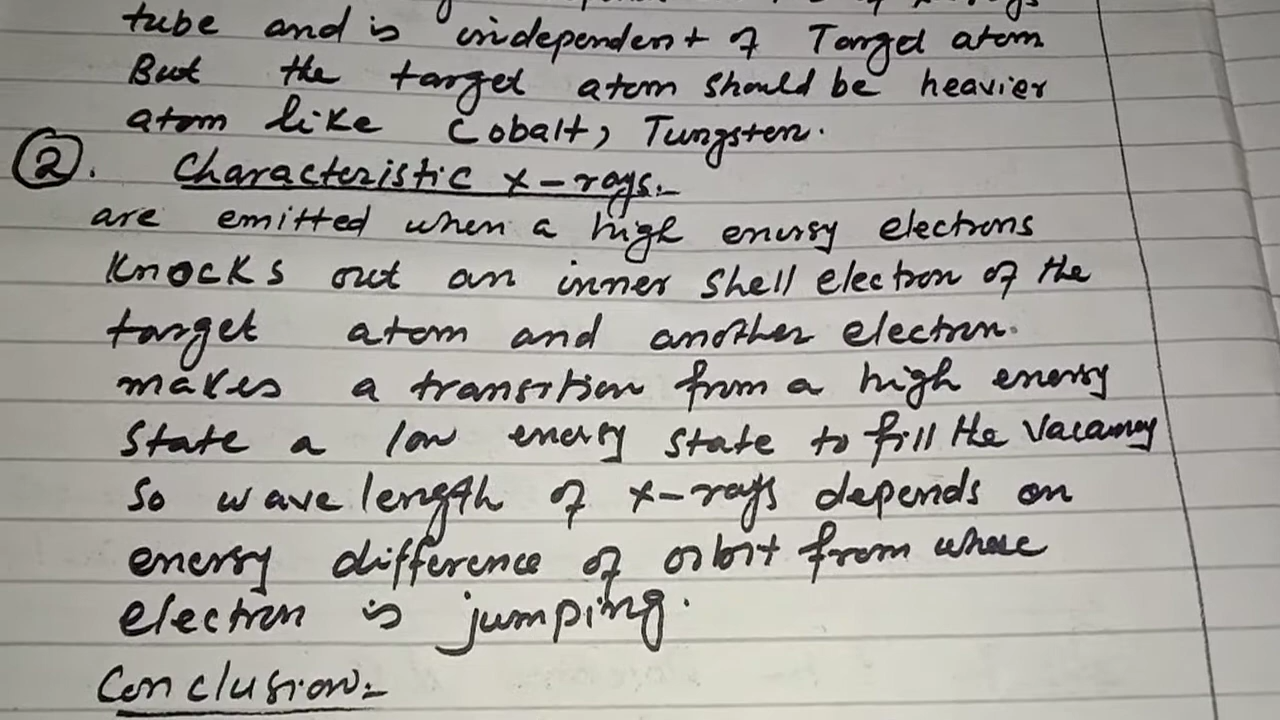 tube and is independent of Target atom
But the target atom should be heavier
atom like Cobalt, Tungsten.
2. Characteristic x-rays:-
are emitted when a high energy electrons
Knocks out an inner shell electron of the
target atom and another electron.
makes a transition from a high energy
State a low energy state to fill the vacancy
So wave length of x-rays depends on
energy difference of orbit from whose
electron is jumping.
Conclusion:-